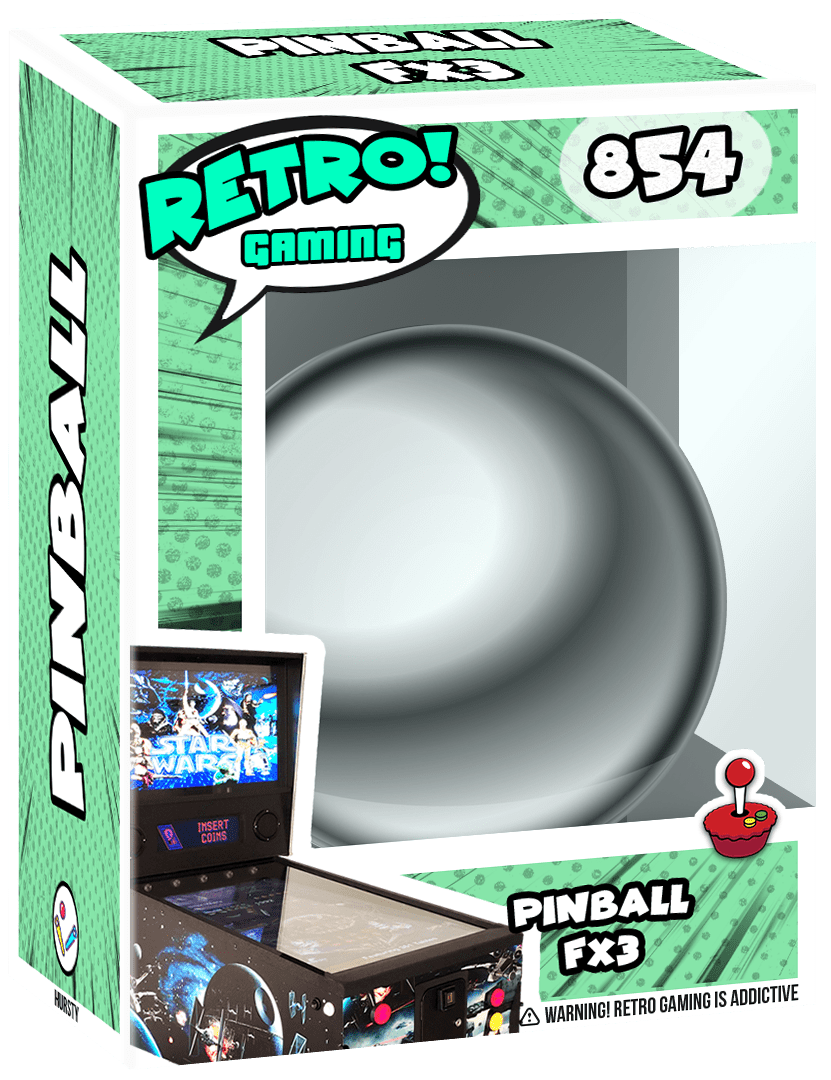 PINBALL
FX3
RETRO!
GAMING
854
PINBALL
STAR
WARS
INSERT
COINS
PINBALL
FX3
HURSTY
WARNING! RETRO GAMING IS ADDICTIVE